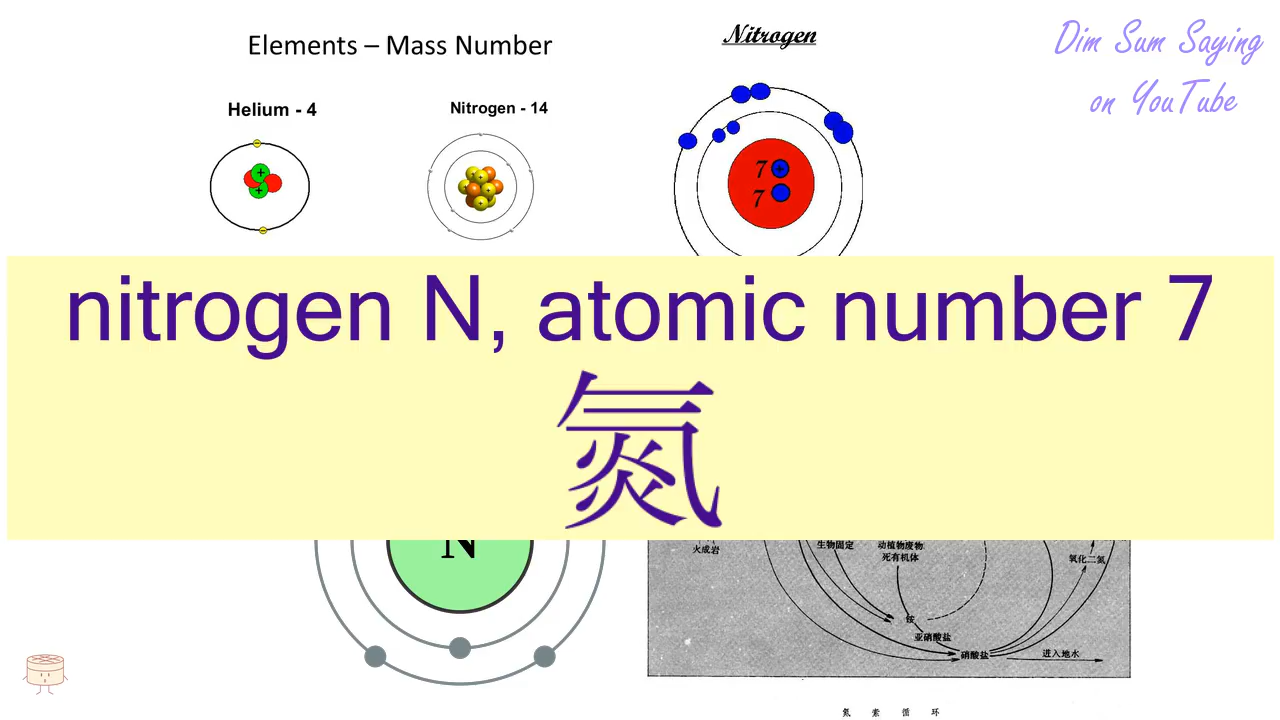 Elements – Mass Number
Helium - 4
Nitrogen - 14
Nitrogen
Dim Sum Saying
on YouTube
7 +
7
nitrogen N, atomic number 7
氮
N
火成岩
生物固定
动植物废物
死有机体
氧化二氮
铵
亚硝酸盐
硝酸盐
进入地水
氮 素 循 环